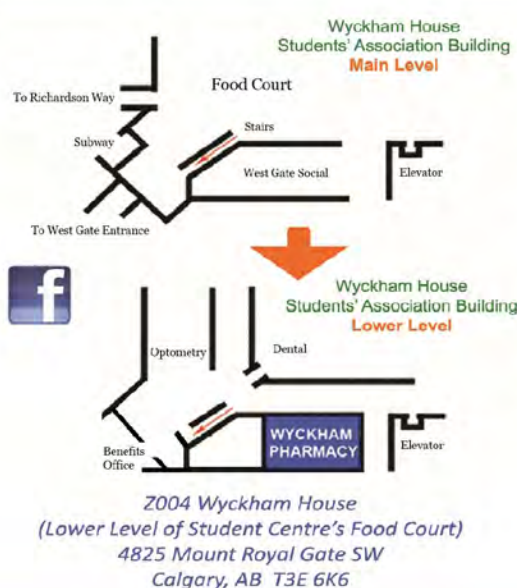 Wyckham House
Students' Association Building
Main Level
Food Court
To Richardson Way
Stairs
Subway
West Gate Social
Elevator
To West Gate Entrance
f
Wyckham House
Students' Association Building
Lower Level
Optometry
Dental
WYCKHAM
PHARMACY
Elevator
Benefits
Office
Z004 Wyckham House
(Lower Level of Student Centre's Food Court)
4825 Mount Royal Gate SW
Calgary, AB T3E 6K6